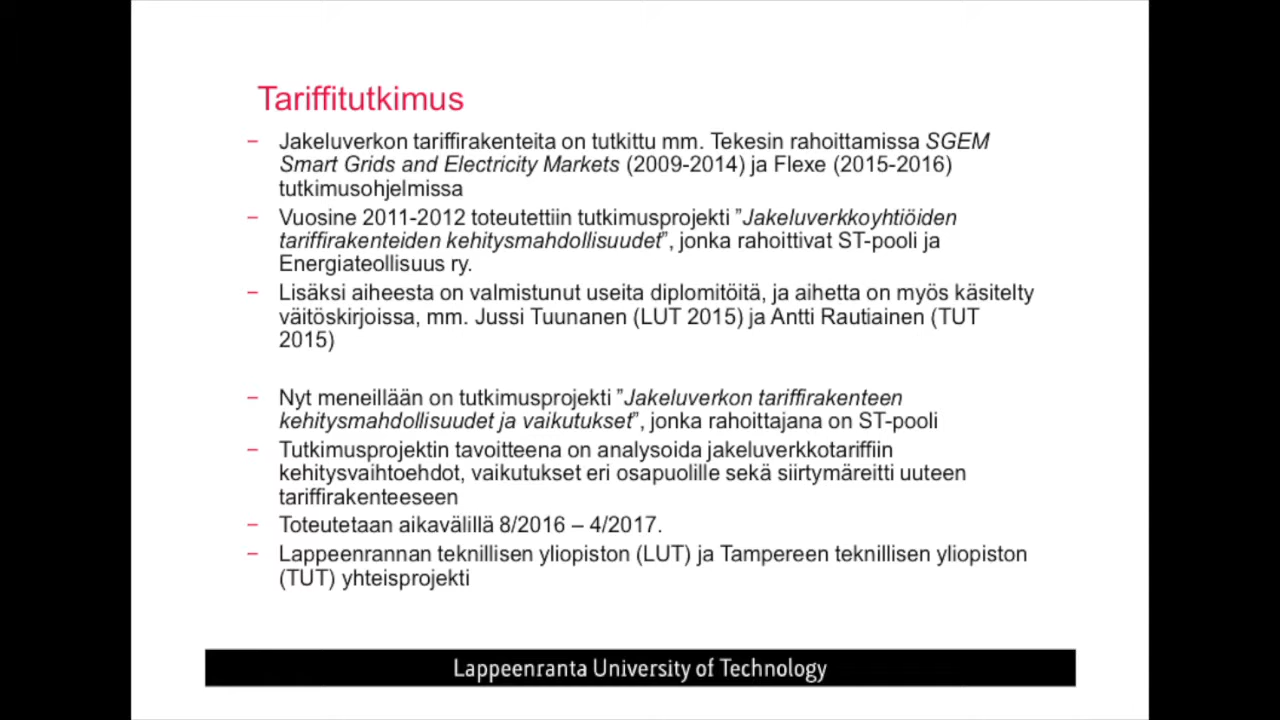 Tariffitutkimus
– Jakeluverkon tariffirakenteita on tutkittu mm. Tekesin rahoittamissa SGEM
Smart Grids and Electricity Markets (2009-2014) ja Flexe (2015-2016)
tutkimusohjelmissa
– Vuosine 2011-2012 toteutettiin tutkimusprojekti ”Jakeluverkkoyhtiöiden
tariffirakenteiden kehitysmahdollisuudet”, jonka rahoittivat ST-pooli ja
Energiateollisuus ry.
– Lisäksi aiheesta on valmistunut useita diplomitöitä, ja aihetta on myös käsitelty
väitöskirjoissa, mm. Jussi Tuunanen (LUT 2015) ja Antti Rautiainen (TUT
2015)
– Nyt meneillään on tutkimusprojekti ”Jakeluverkon tariffirakenteen
kehitysmahdollisuudet ja vaikutukset”, jonka rahoittajana on ST-pooli
– Tutkimusprojektin tavoitteena on analysoida jakeluverkkotariffiin
kehitysvaihtoehdot, vaikutukset eri osapuolille sekä siirtymäreitti uuteen
tariffirakenteeseen
– Toteutetaan aikavälillä 8/2016 – 4/2017.
– Lappeenrannan teknillisen yliopiston (LUT) ja Tampereen teknillisen yliopiston
(TUT) yhteisprojekti
Lappeenranta University of Technology